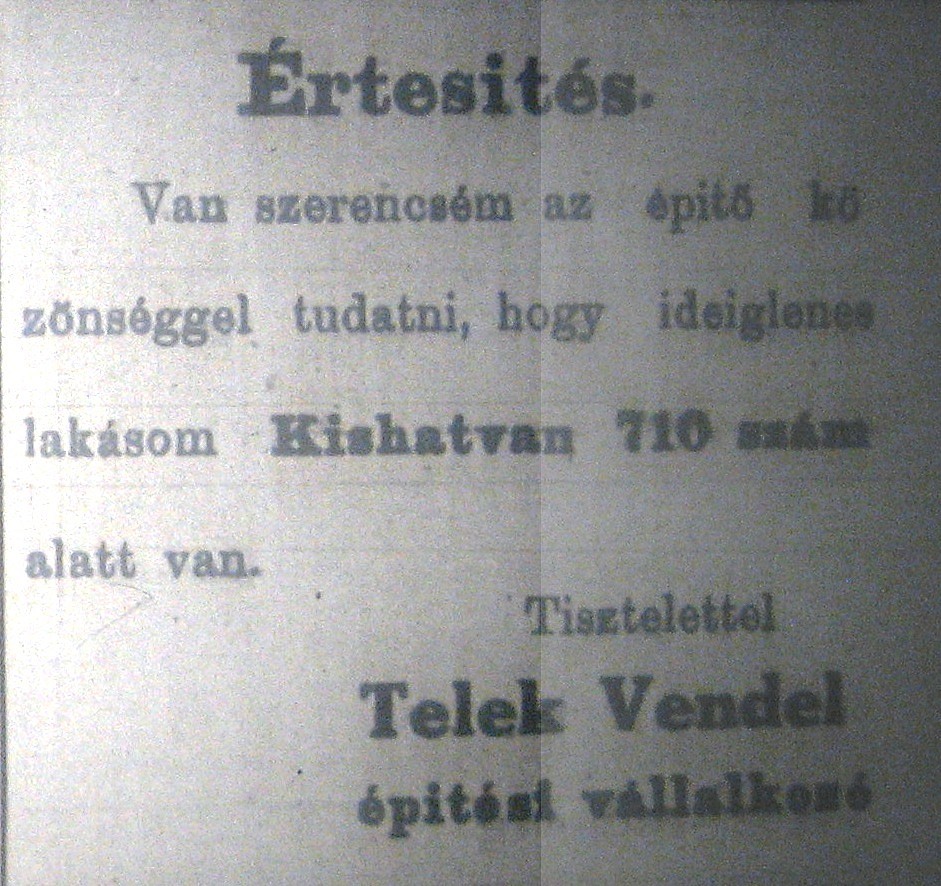 Értesités.
Van szerencsém az épitő kö
zönséggel tudatni, hogy ideiglenes
lakásom Kishatvan 710 szám
alatt van.
Tisztelettel
Telek Vendel
épitési vállalkozó